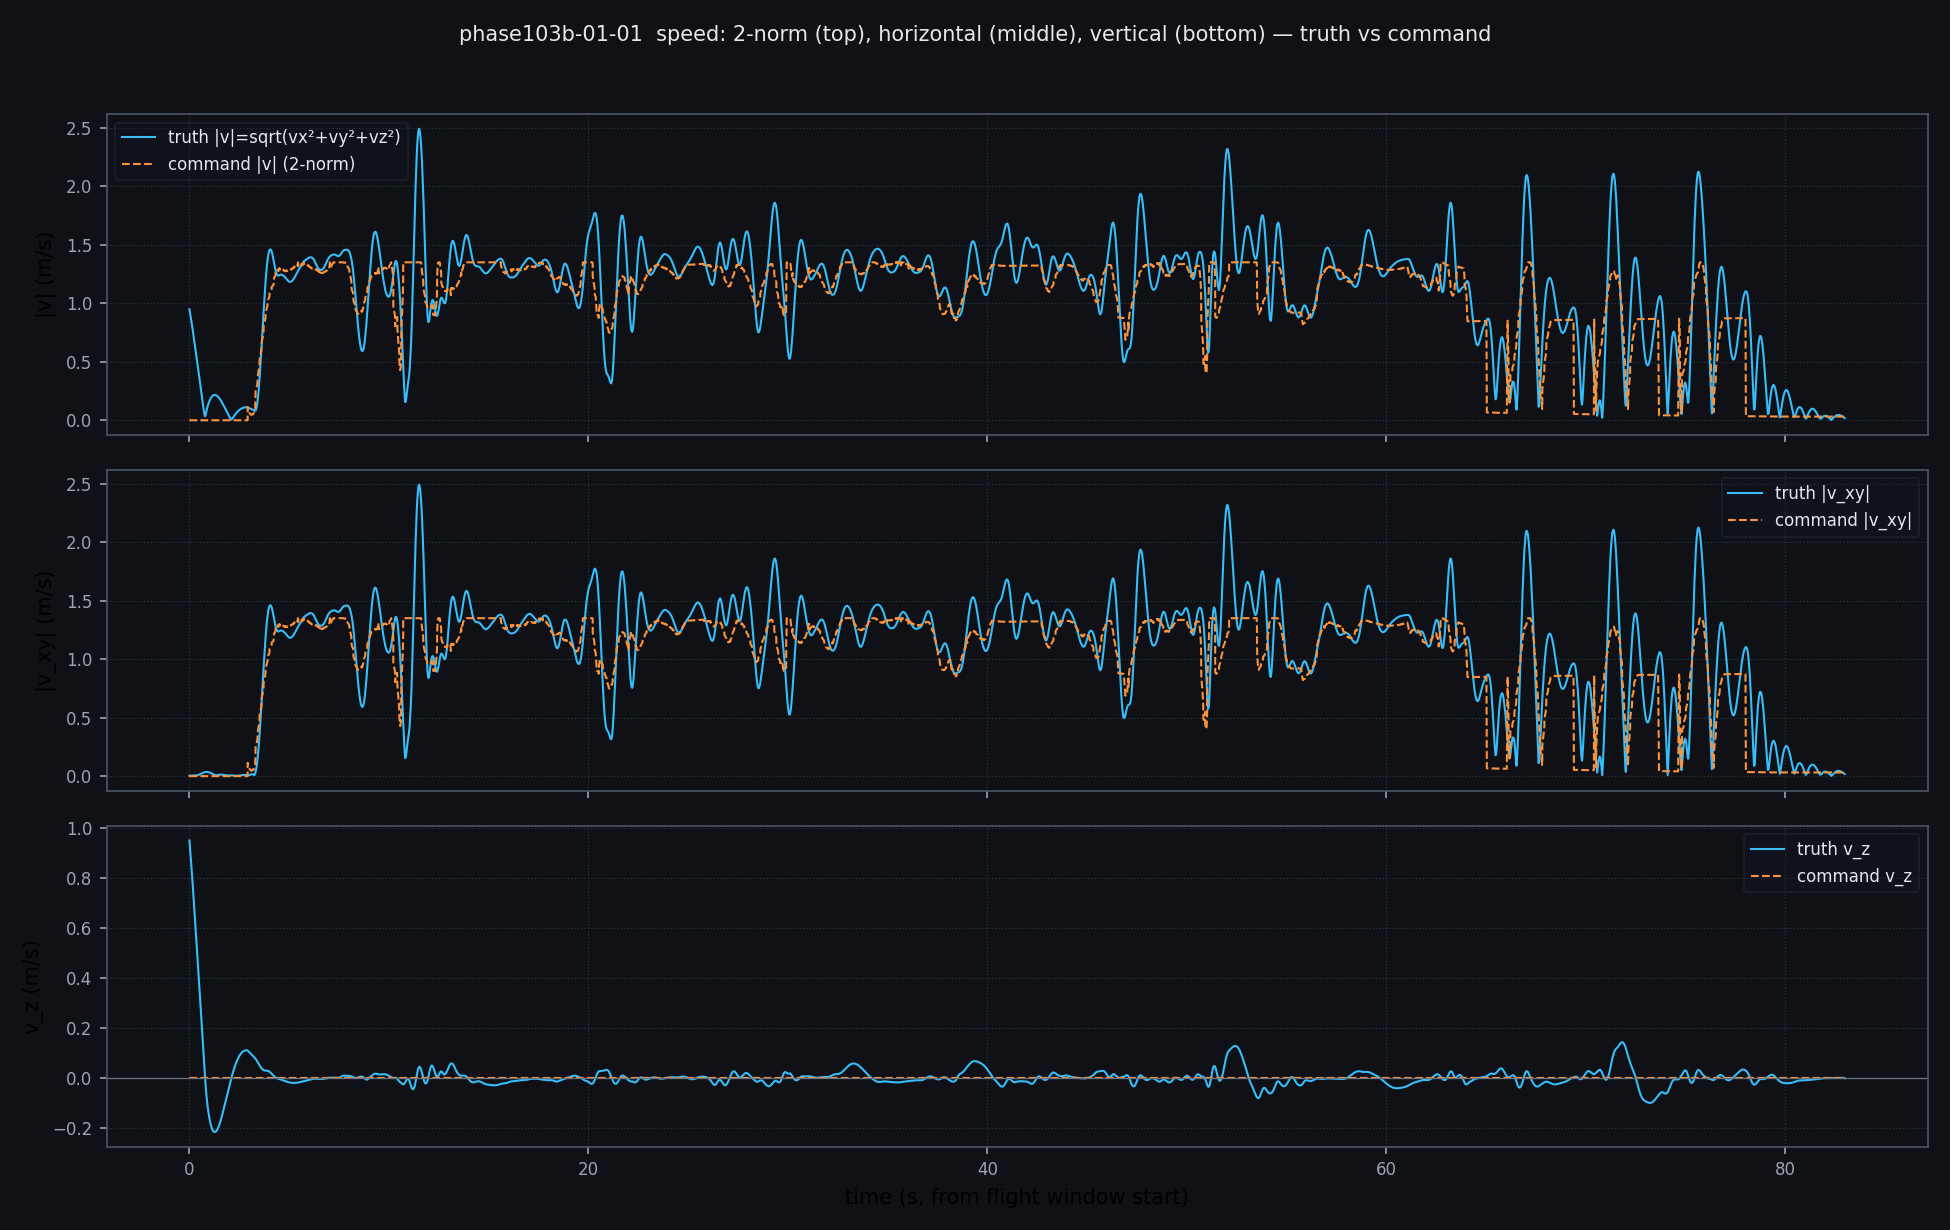 phase103b-01-01  speed: 2-norm (top), horizontal (middle), vertical (bottom) — truth vs command
|v| (m/s)
2.5
2.0
1.5
1.0
0.5
0.0
truth |v|=sqrt(vx²+vy²+vz²)
command |v| (2-norm)
|v_xy| (m/s)
2.5
2.0
1.5
1.0
0.5
0.0
truth |v_xy|
command |v_xy|
v_z (m/s)
1.0
0.8
0.6
0.4
0.2
0.0
−0.2
truth v_z
command v_z
0 20 40 60 80
time (s, from flight window start)